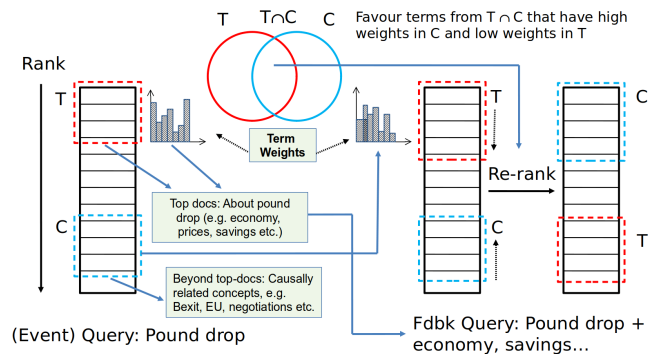 T
T∩C
C
Favour terms from T ∩ C that have high
weights in C and low weights in T
Rank
T
Term
Weights
T
C
Re-rank
Top docs: About pound
drop (e.g. economy,
prices, savings etc.)
C
C
T
Beyond top-docs: Causally
related concepts, e.g.
Bexit, EU, negotiations etc.
(Event) Query: Pound drop
Fdbk Query: Pound drop +
economy, savings...